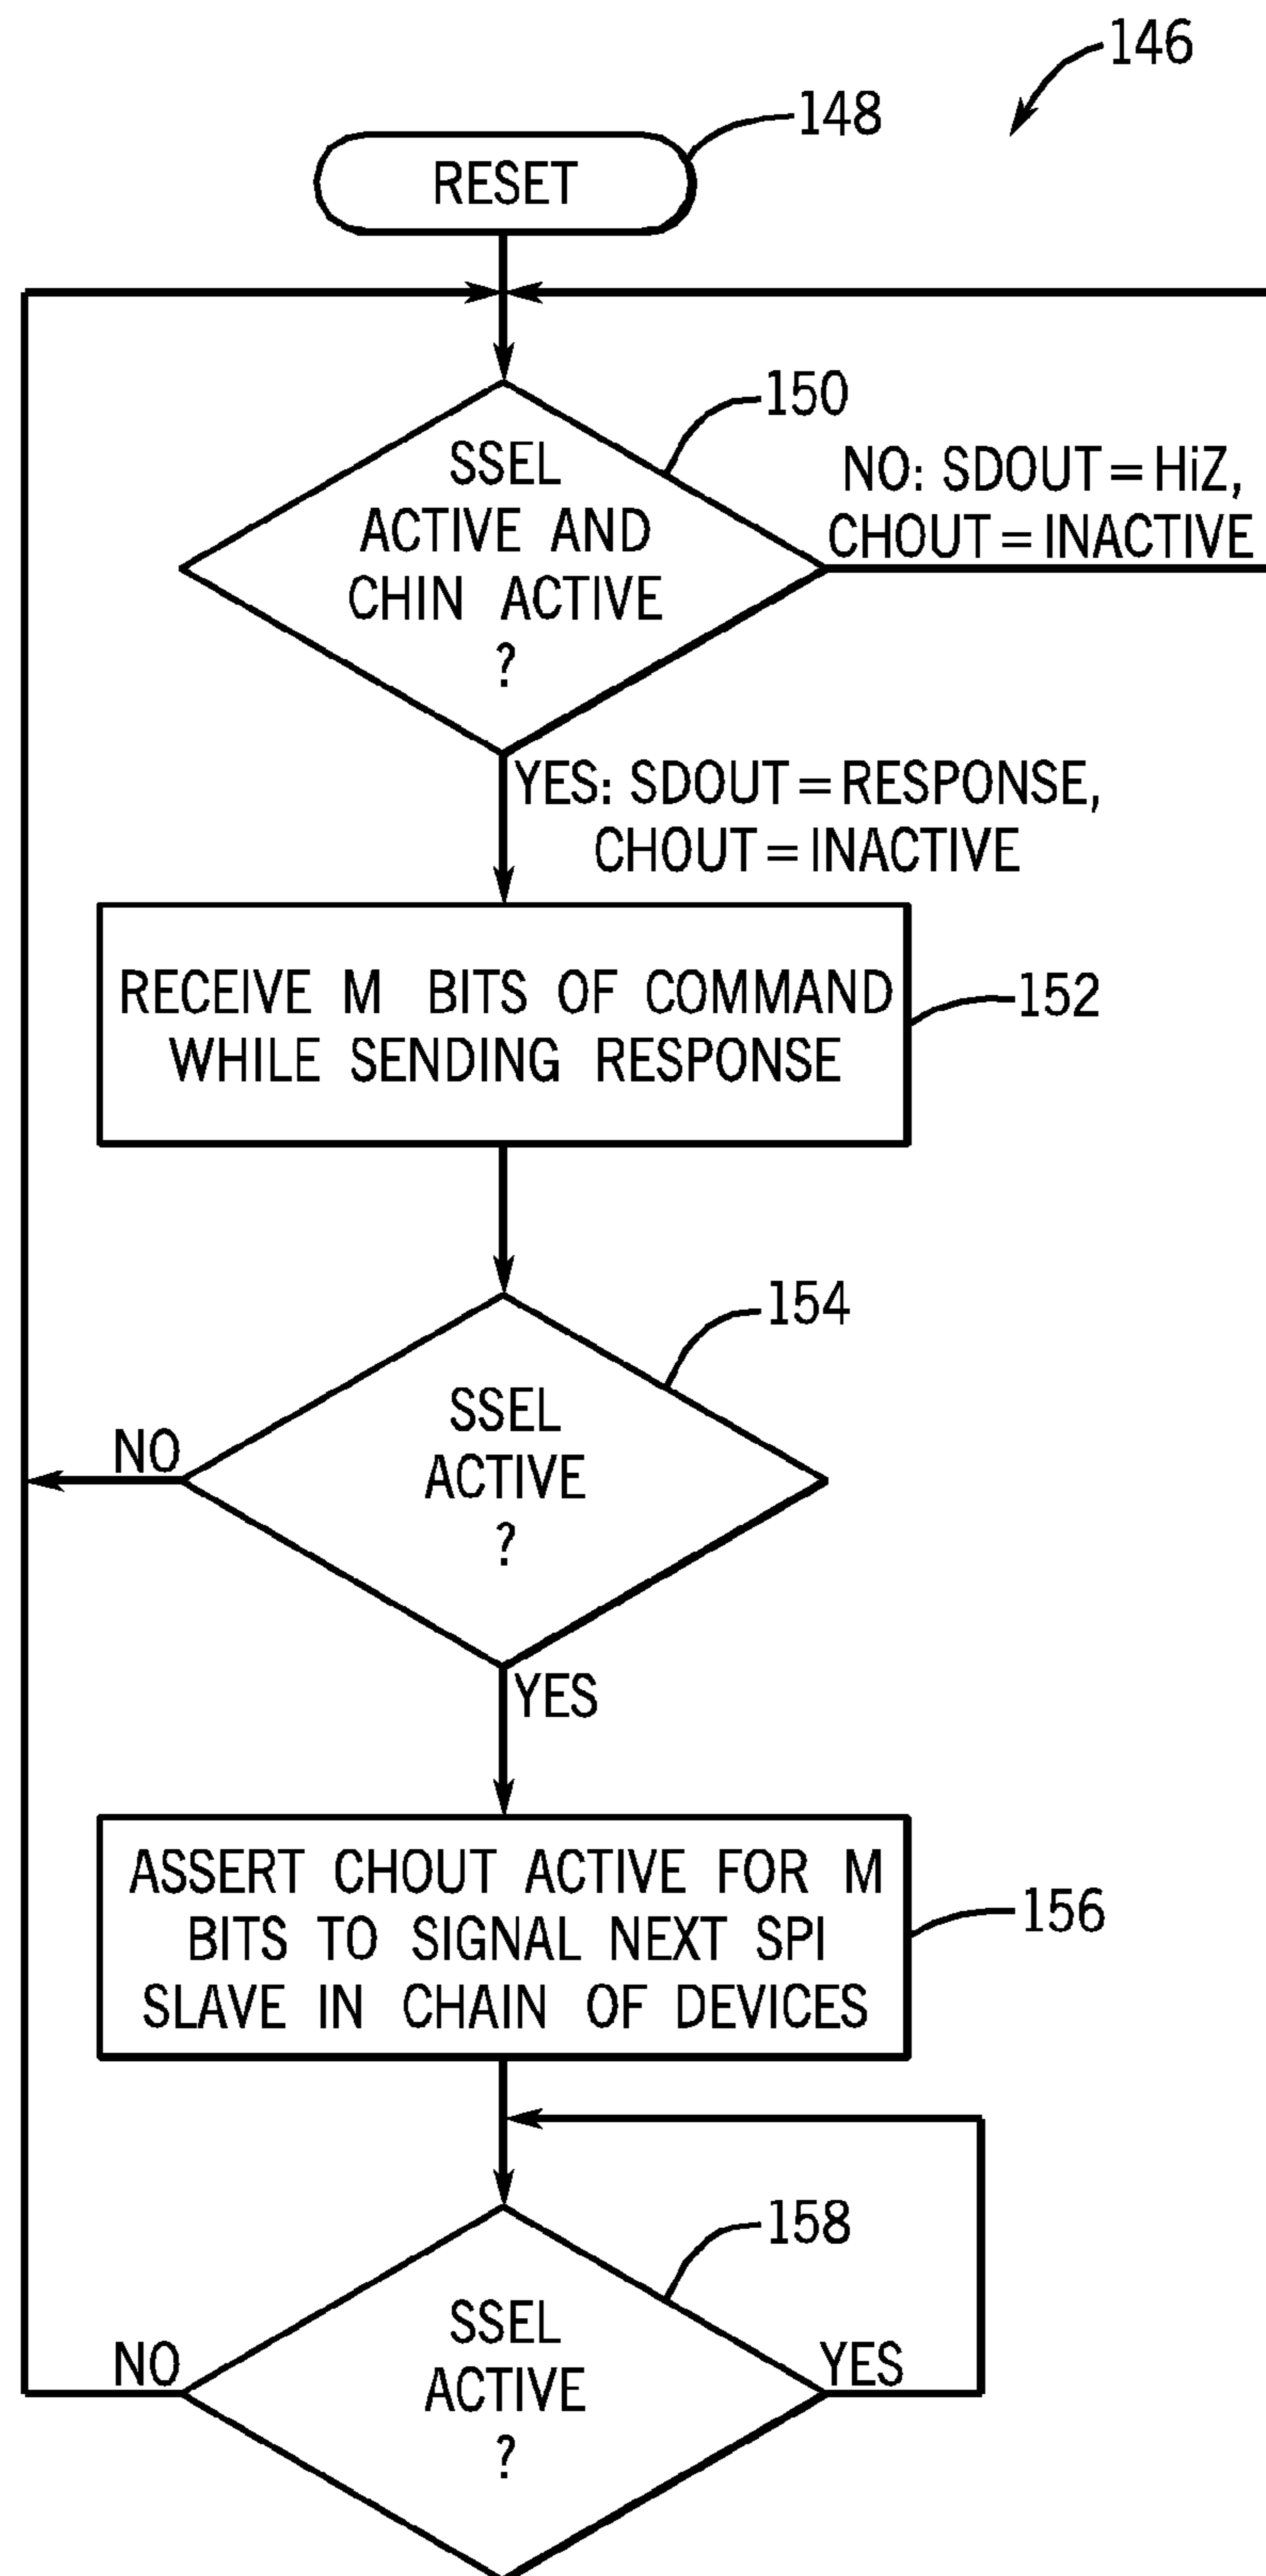 146
148
RESET
150
SSEL
ACTIVE AND
CHIN ACTIVE
?
NO: SDOUT=HiZ,
CHOUT=INACTIVE
YES: SDOUT=RESPONSE,
CHOUT=INACTIVE
RECEIVE M BITS OF COMMAND
WHILE SENDING RESPONSE
152
154
SSEL
ACTIVE
?
NO
YES
ASSERT CHOUT ACTIVE FOR M
BITS TO SIGNAL NEXT SPI
SLAVE IN CHAIN OF DEVICES
156
158
SSEL
ACTIVE
?
NO
YES